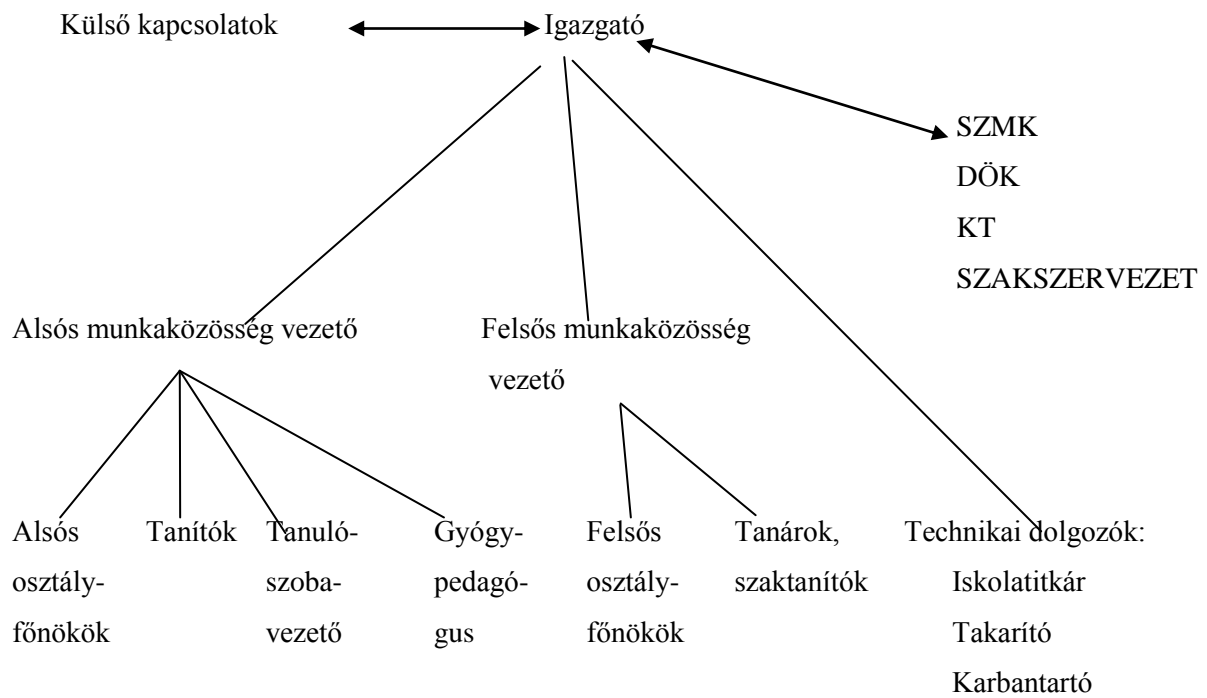 Külső kapcsolatok
Igazgató
SZMK
DÖK
KT
SZAKSZERVEZET
Alsós munkaközösség vezető
Felsős munkaközösség
vezető
Alsós
osztály-
főnökök
Tanítók
Tanuló-
szoba-
vezető
Gyógy-
pedagó-
gus
Felsős
osztály-
főnökök
Tanárok,
szaktanítók
Technikai dolgozók:
Iskolatitkár
Takarító
Karbantartó